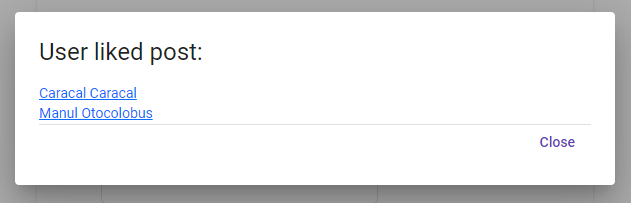 User liked post:
Caracal Caracal
Manul Otocolobus
Close